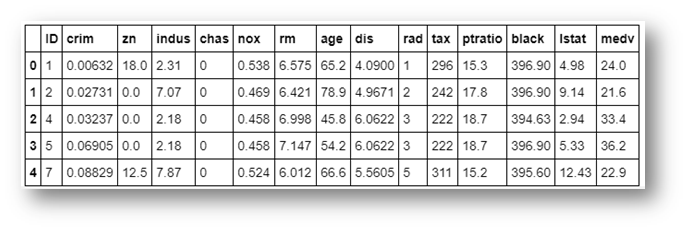 ID crim zn indus chas nox rm age dis rad tax ptratio black lstat medv
0 1 0.00632 18.0 2.31 0 0.538 6.575 65.2 4.0900 1 296 15.3 396.90 4.98 24.0
1 2 0.02731 0.0 7.07 0 0.469 6.421 78.9 4.9671 2 242 17.8 396.90 9.14 21.6
2 4 0.03237 0.0 2.18 0 0.458 6.998 45.8 6.0622 3 222 18.7 394.63 2.94 33.4
3 5 0.06905 0.0 2.18 0 0.458 7.147 54.2 6.0622 3 222 18.7 396.90 5.33 36.2
4 7 0.08829 12.5 7.87 0 0.524 6.012 66.6 5.5605 5 311 15.2 395.60 12.43 22.9